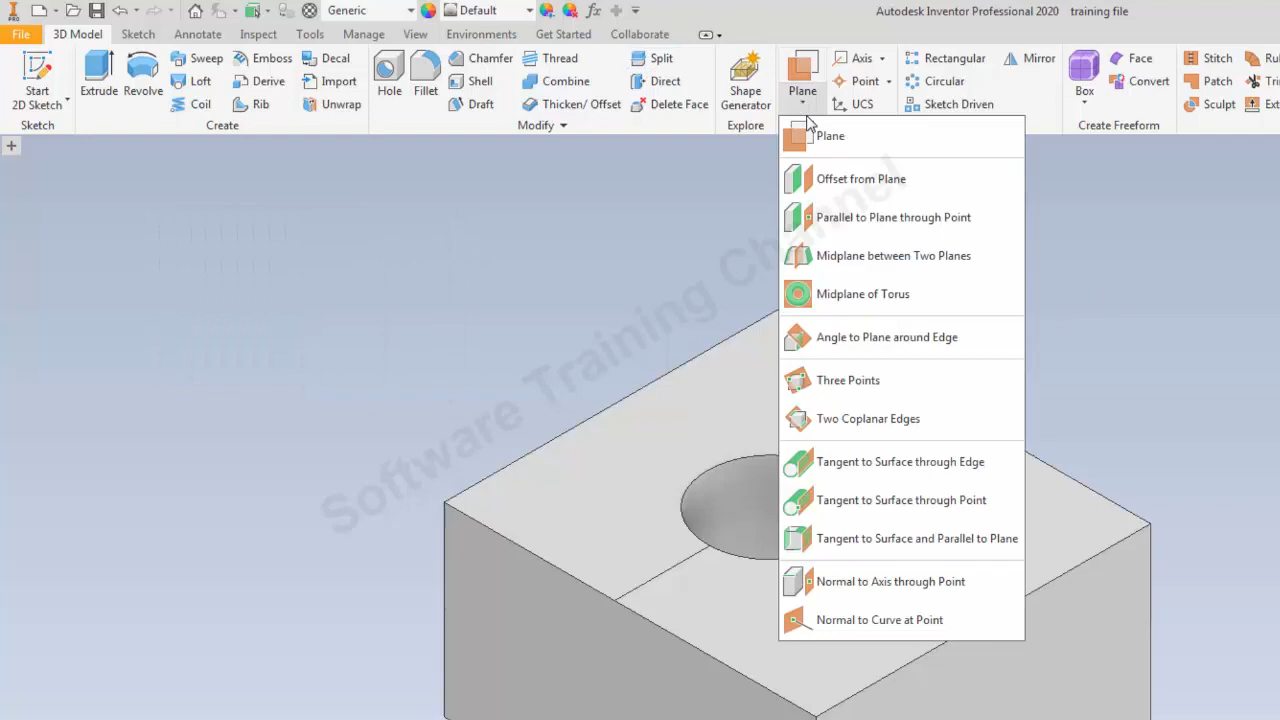 PRO
Generic
Default
fx
Autodesk Inventor Professional 2020 training file
File 3D Model Sketch Annotate Inspect Tools Manage View Environments Get Started Collaborate
Start
2D Sketch
Sketch
Extrude
Revolve
Sweep
Loft
Coil
Emboss
Derive
Rib
Decal
Import
Unwrap
Create
Hole
Fillet
Chamfer
Shell
Draft
Thread
Combine
Thicken/ Offset
Split
Direct
Delete Face
Modify
Shape
Generator
Explore
Plane
Axis
Point
UCS
Rectangular
Circular
Sketch Driven
Mirror
Box
Face
Convert
Create Freeform
Stitch
Patch
Sculpt
Ru
Tri
Ext
Plane
Offset from Plane
Parallel to Plane through Point
Midplane between Two Planes
Midplane of Torus
Angle to Plane around Edge
Three Points
Two Coplanar Edges
Tangent to Surface through Edge
Tangent to Surface through Point
Tangent to Surface and Parallel to Plane
Normal to Axis through Point
Normal to Curve at Point
Software Training Channel